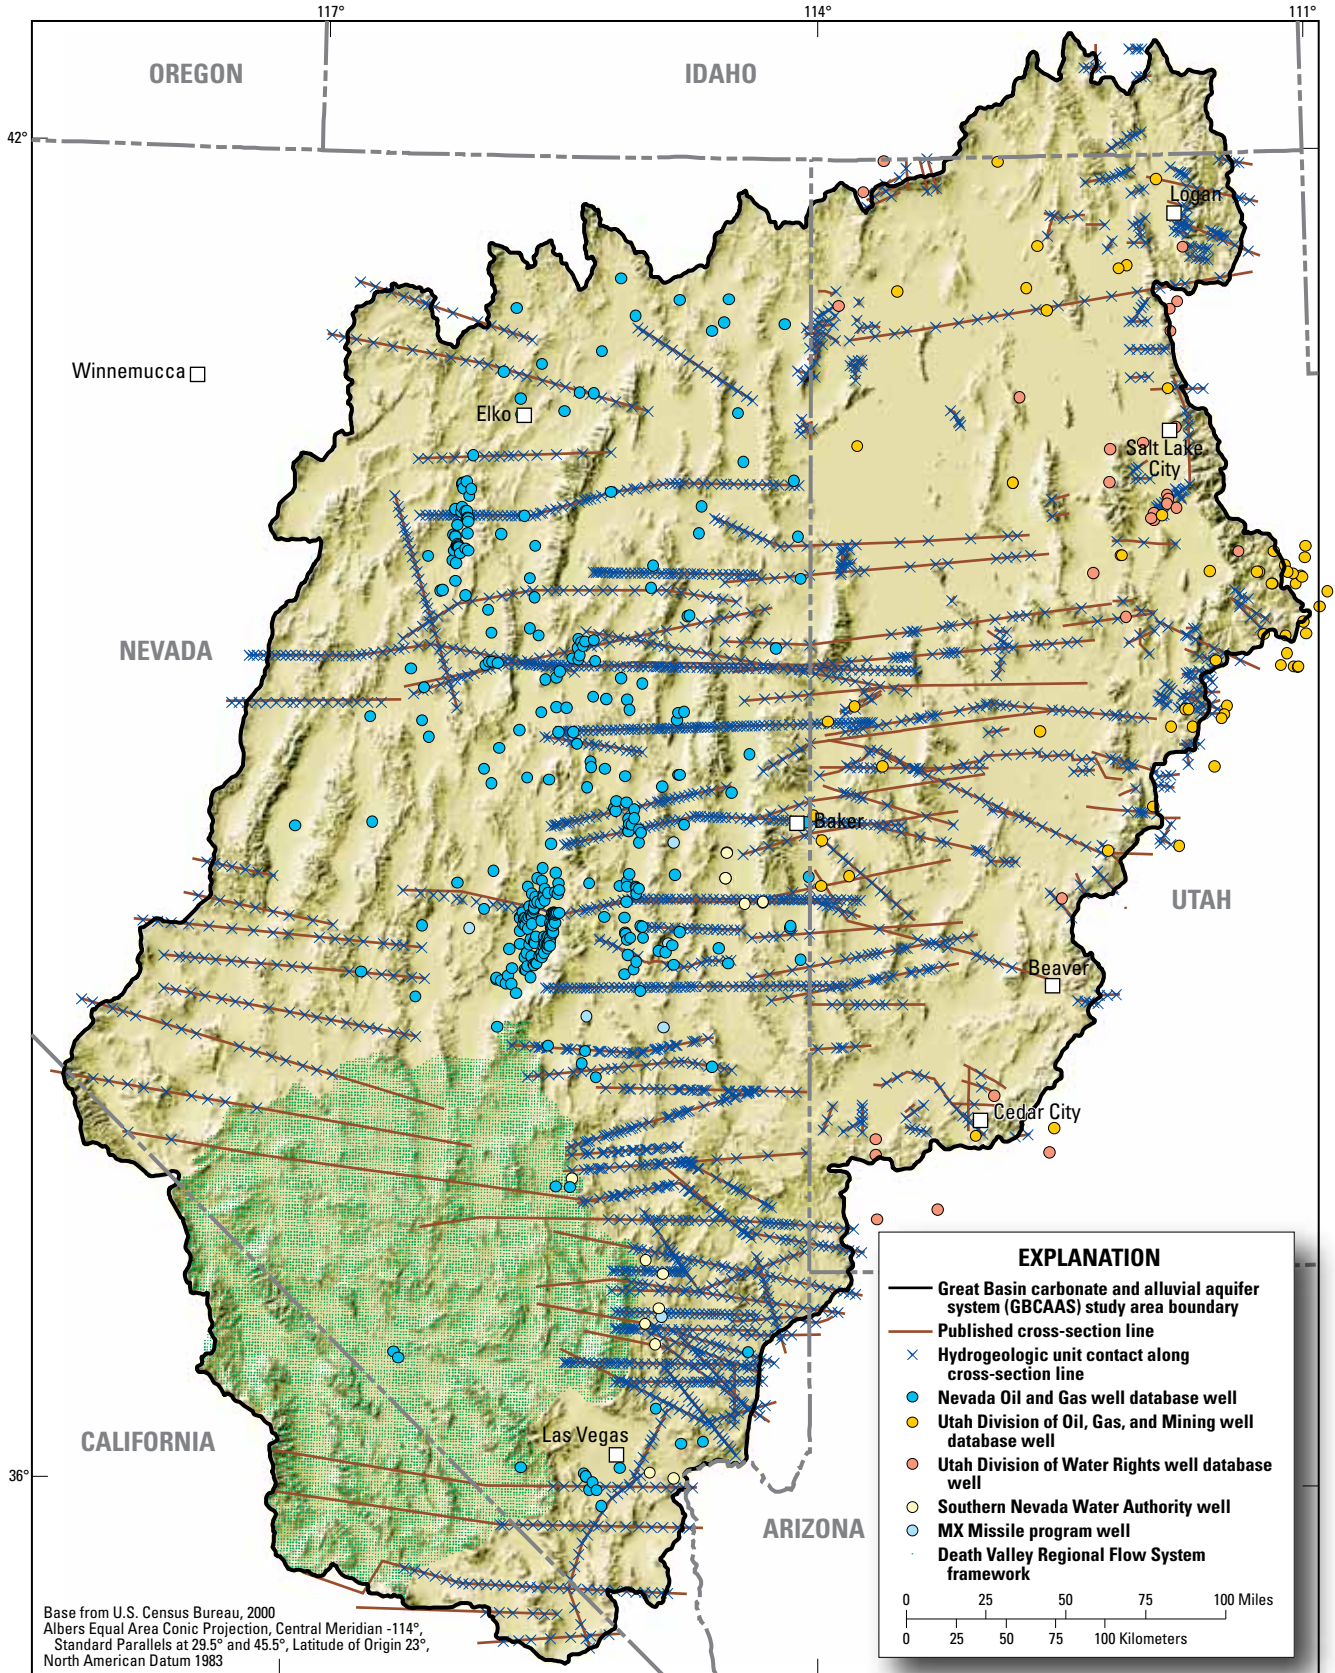 117°
114°
111°
OREGON
IDAHO
42°
Logan
Winnemucca
Elko
Salt Lake
City
NEVADA
Baker
UTAH
Beaver
Cedar City
CALIFORNIA
Las Vegas
36°
ARIZONA
EXPLANATION
Great Basin carbonate and alluvial aquifer
system (GBCAAS) study area boundary
Published cross-section line
Hydrogeologic unit contact along
cross-section line
Nevada Oil and Gas well database well
Utah Division of Oil, Gas, and Mining well
database well
Utah Division of Water Rights well database
well
Southern Nevada Water Authority well
MX Missile program well
Death Valley Regional Flow System
framework
0 25 50 75 100 Miles
0 25 50 75 100 Kilometers
Base from U.S. Census Bureau, 2000
Albers Equal Area Conic Projection, Central Meridian -114°,
Standard Parallels at 29.5° and 45.5°, Latitude of Origin 23°,
North American Datum 1983